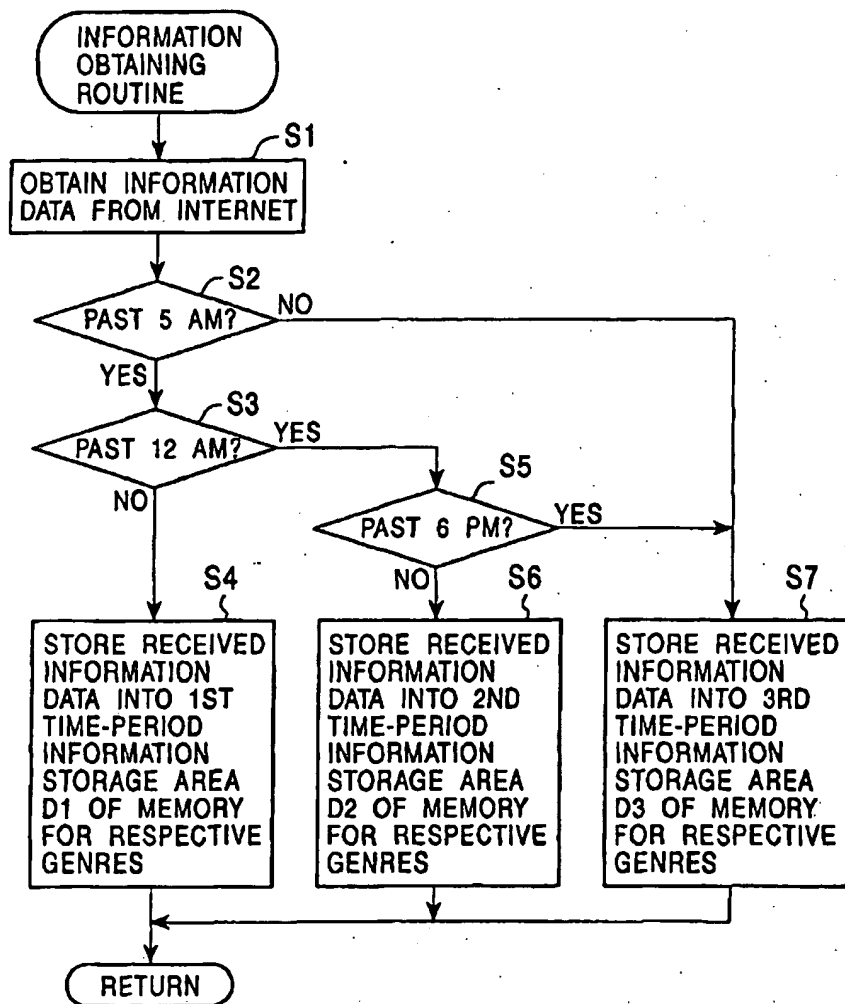 INFORMATION
OBTAINING
ROUTINE
S1
OBTAIN INFORMATION
DATA FROM INTERNET
S2
PAST 5 AM?
NO
YES
S3
PAST 12 AM?
YES
NO
S5
PAST 6 PM?
YES
NO
S4
STORE RECEIVED
INFORMATION
DATA INTO 1ST
TIME-PERIOD
INFORMATION
STORAGE AREA
D1 OF MEMORY
FOR RESPECTIVE
GENRES
S6
STORE RECEIVED
INFORMATION
DATA INTO 2ND
TIME-PERIOD
INFORMATION
STORAGE AREA
D2 OF MEMORY
FOR RESPECTIVE
GENRES
S7
STORE RECEIVED
INFORMATION
DATA INTO 3RD
TIME-PERIOD
INFORMATION
STORAGE AREA
D3 OF MEMORY
FOR RESPECTIVE
GENRES
RETURN